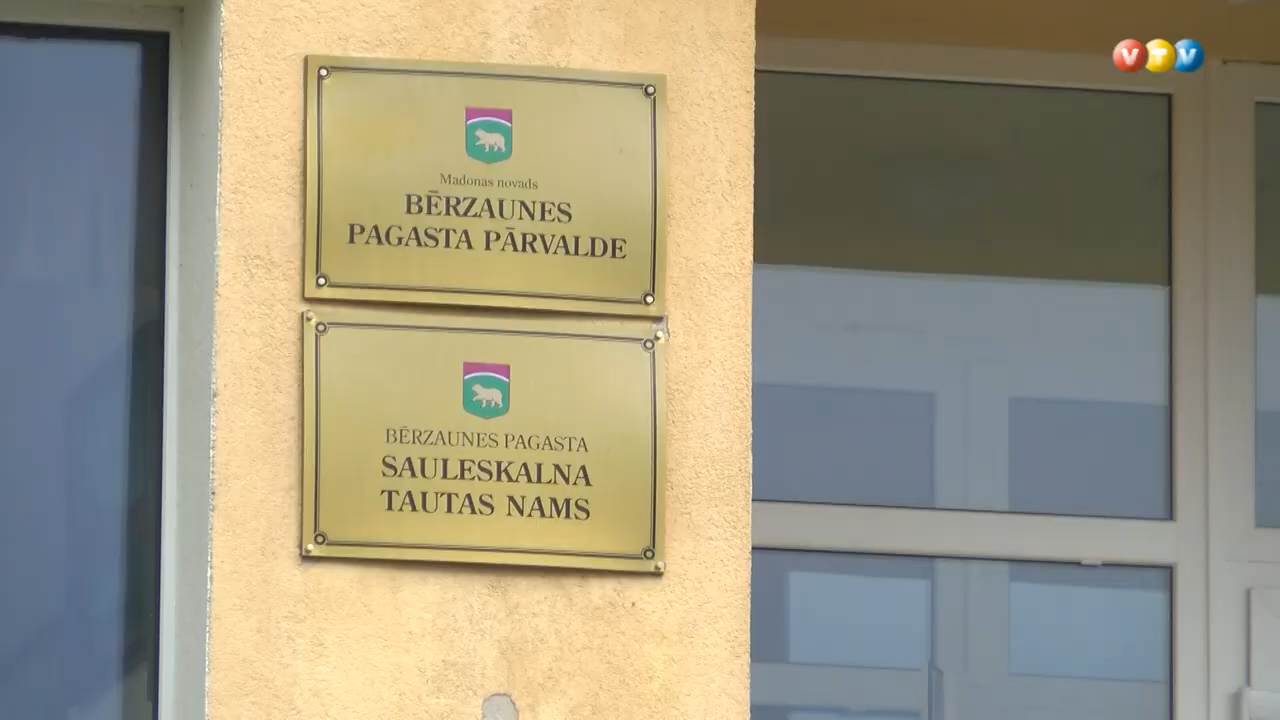 VTV
Madonas novads
BĒRZAUNES
PAGASTA PĀRVALDE
BĒRZAUNES PAGASTA
SAULESKALNA
TAUTAS NAMS